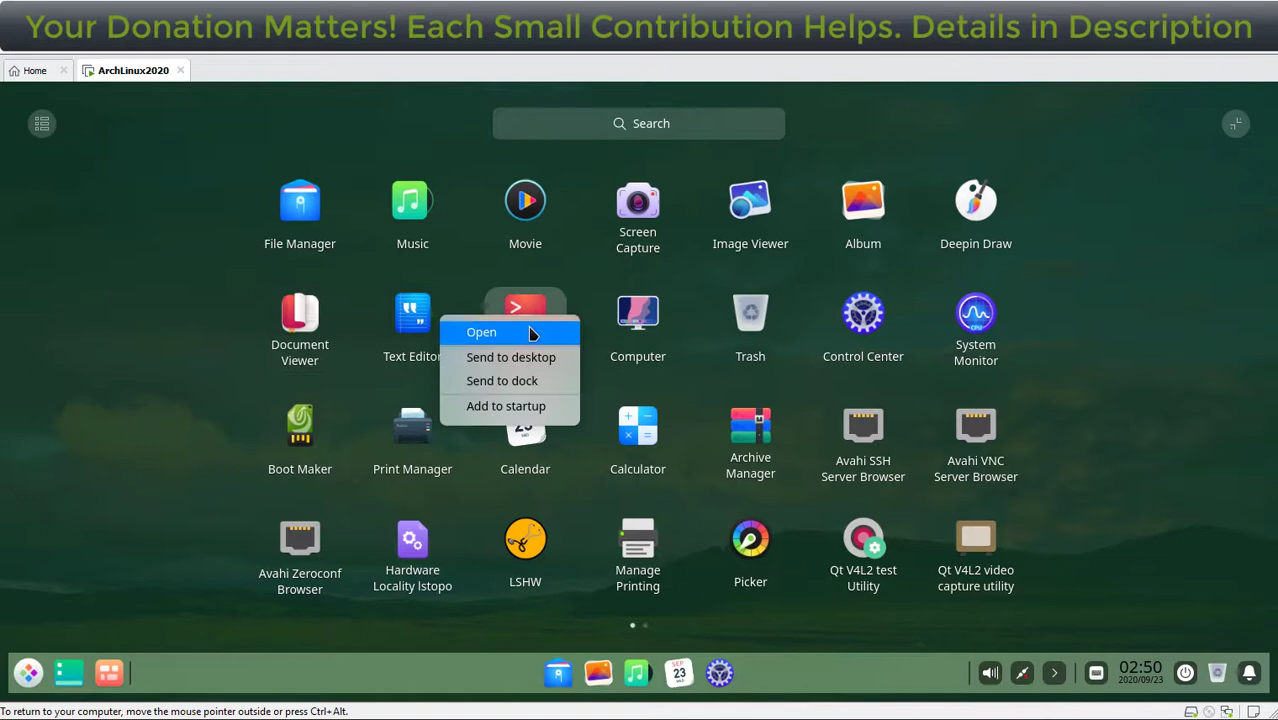 Your Donation Matters! Each Small Contribution Helps. Details in Description
Home
ArchLinux2020
Search
File Manager
Music
Movie
Screen
Capture
Image Viewer
Album
Deepin Draw
Document
Viewer
Text Editor
Open
Send to desktop
Send to dock
Add to startup
Computer
Trash
Control Center
System
Monitor
CPU
Boot Maker
Print Manager
23
Calendar
Calculator
Archive
Manager
Avahi SSH
Server Browser
Avahi VNC
Server Browser
Avahi Zeroconf
Browser
Hardware
Locality lstopo
LSHW
Manage
Printing
Picker
Qt V4L2 test
Utility
Qt V4L2 video
capture utility
SEP
23
02:50
2020/09/23
To return to your computer, move the mouse pointer outside or press Ctrl+Alt.